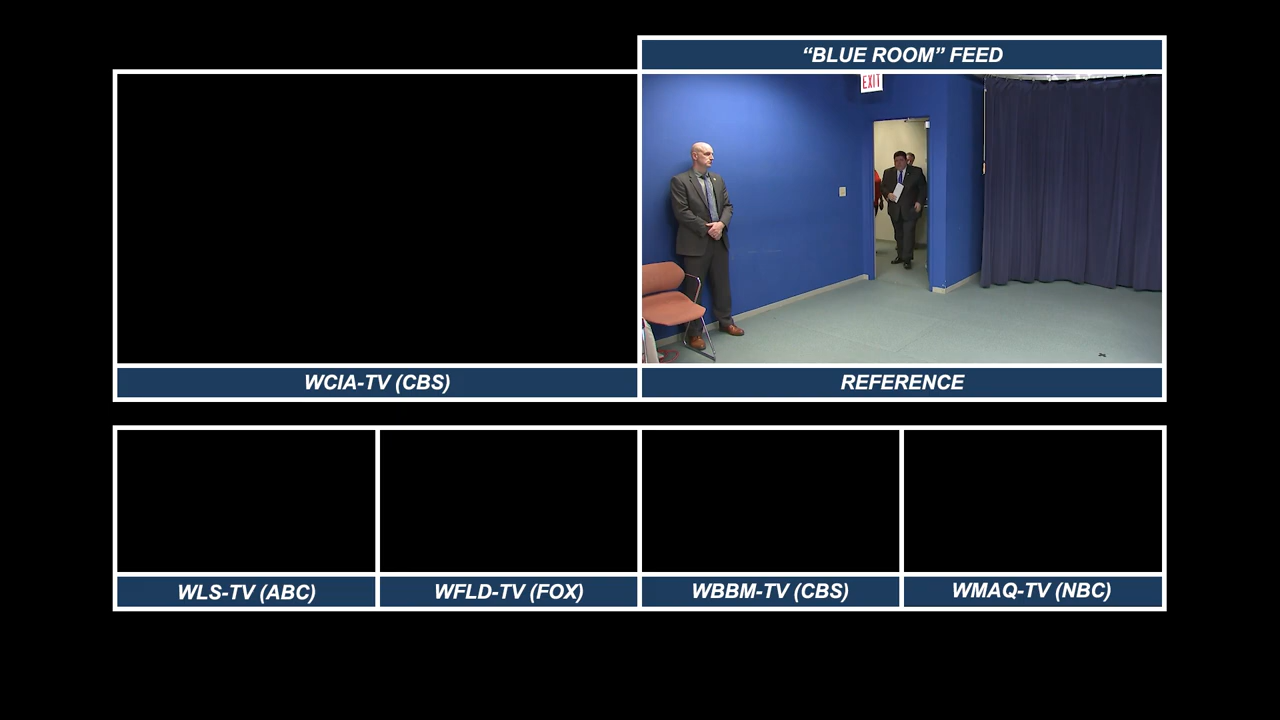 “BLUE ROOM” FEED
EXIT
WCIA-TV (CBS)
REFERENCE
WLS-TV (ABC)
WFLD-TV (FOX)
WBBM-TV (CBS)
WMAQ-TV (NBC)